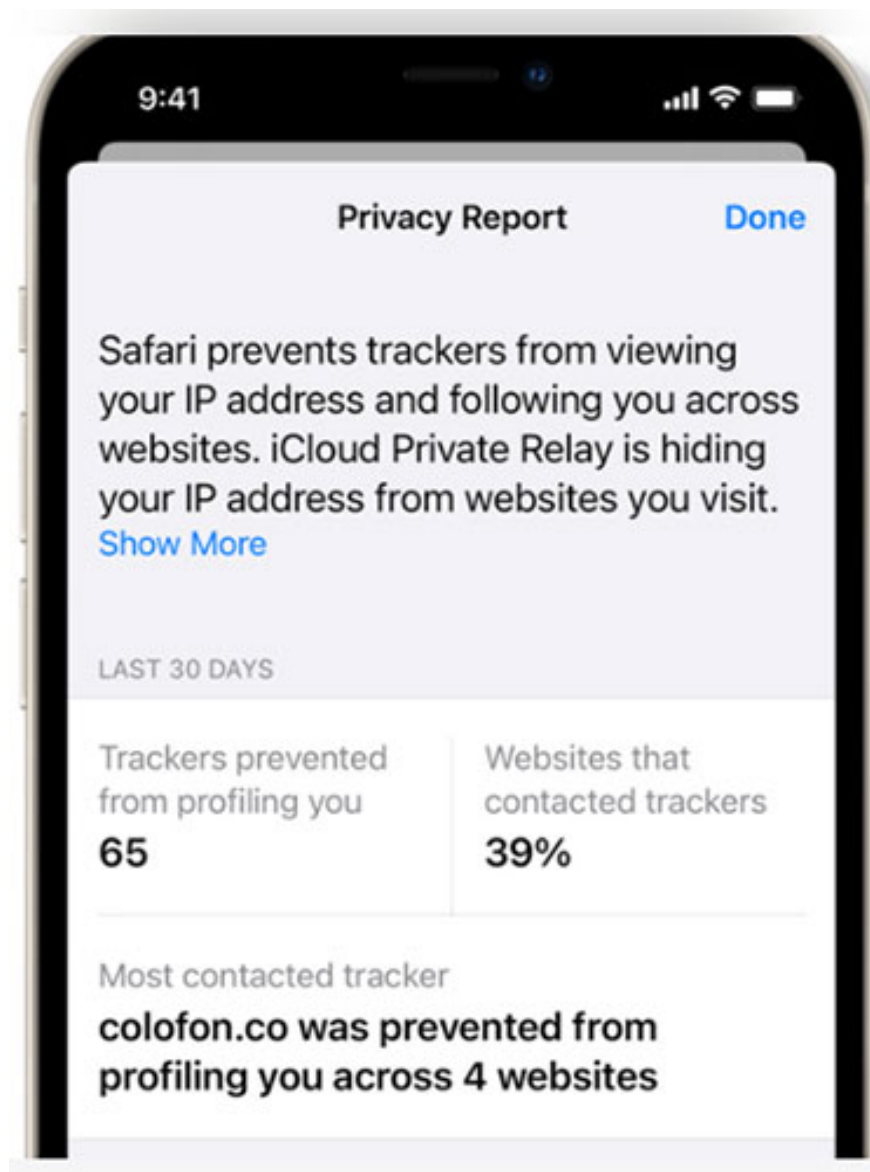 9:41
Privacy Report
Done
Safari prevents trackers from viewing
your IP address and following you across
websites. iCloud Private Relay is hiding
your IP address from websites you visit.
Show More
LAST 30 DAYS
Trackers prevented
from profiling you
65
Websites that
contacted trackers
39%
Most contacted tracker
colofon.co was prevented from
profiling you across 4 websites